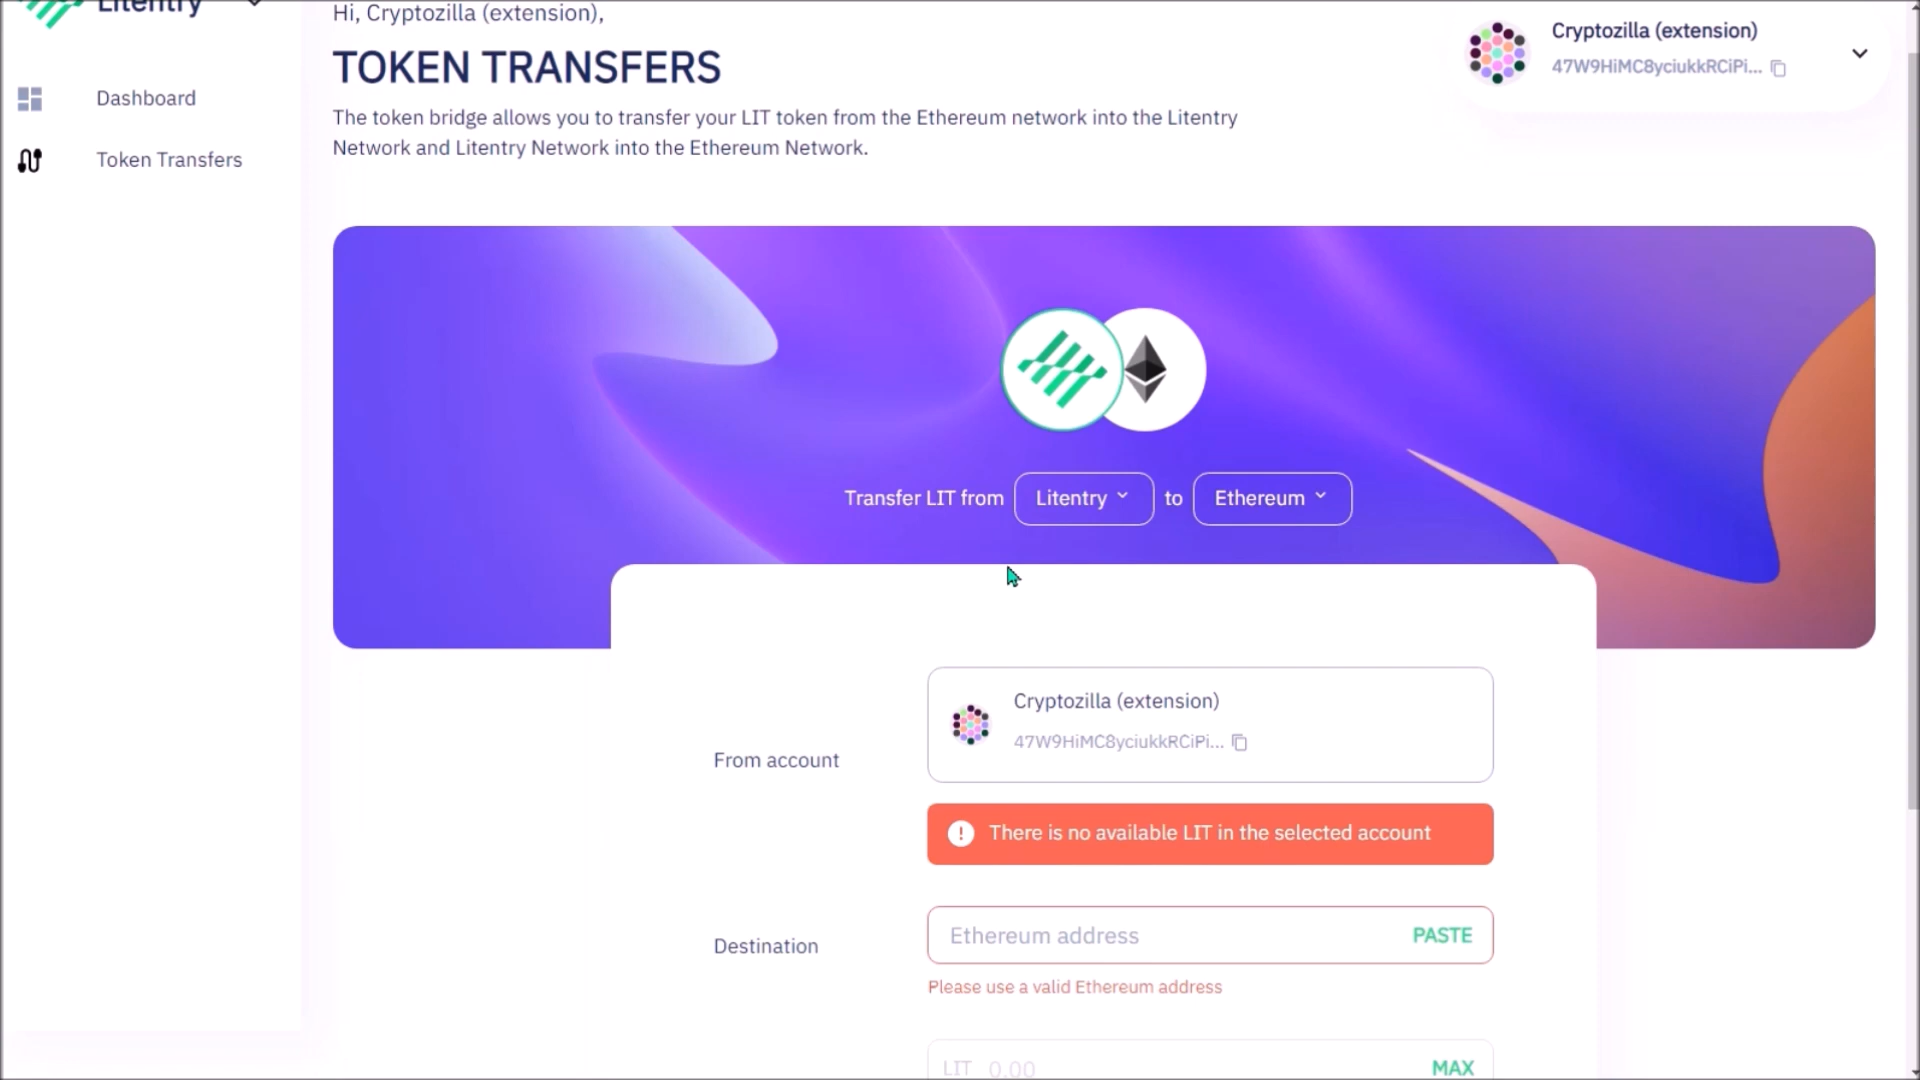 Litentry
Hi, Cryptozilla (extension),
TOKEN TRANSFERS
The token bridge allows you to transfer your LIT token from the Ethereum network into the Litentry
Network and Litentry Network into the Ethereum Network.
Cryptozilla (extension)
47W9HiMC8yciukkRCiPi...
Dashboard
Token Transfers
Transfer LIT from Litentry to Ethereum
From account
Cryptozilla (extension)
47W9HiMC8yciukkRCiPi...
There is no available LIT in the selected account
Destination
Ethereum address PASTE
Please use a valid Ethereum address
LIT 0.00 MAX